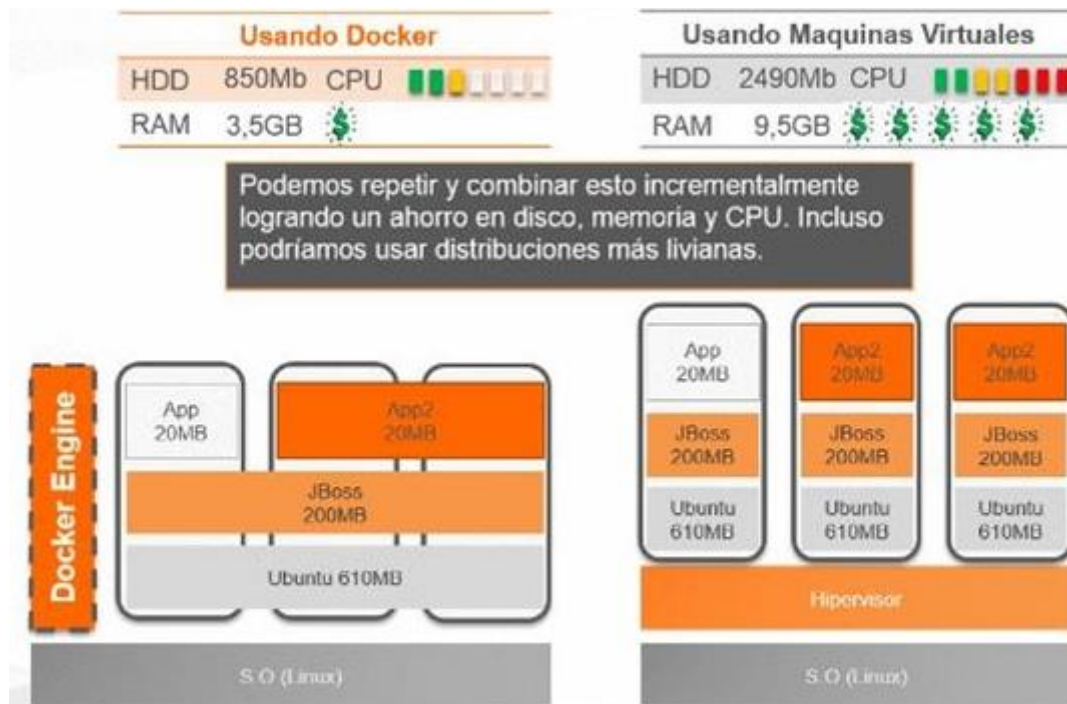 Usando Docker
HDD 850Mb CPU
RAM 3,5GB $
Usando Maquinas Virtuales
HDD 2490Mb CPU
RAM 9,5GB $ $ $ $ $
Podemos repetir y combinar esto incrementalmente
logrando un ahorro en disco, memoria y CPU. Incluso
podríamos usar distribuciones más livianas.
Docker Engine
App
20MB
App2
20MB
JBoss
200MB
Ubuntu 610MB
S.O (Linux)
App
20MB
App2
20MB
App2
20MB
JBoss
200MB
JBoss
200MB
JBoss
200MB
Ubuntu
610MB
Ubuntu
610MB
Ubuntu
610MB
Hipervisor
S.O (Linux)